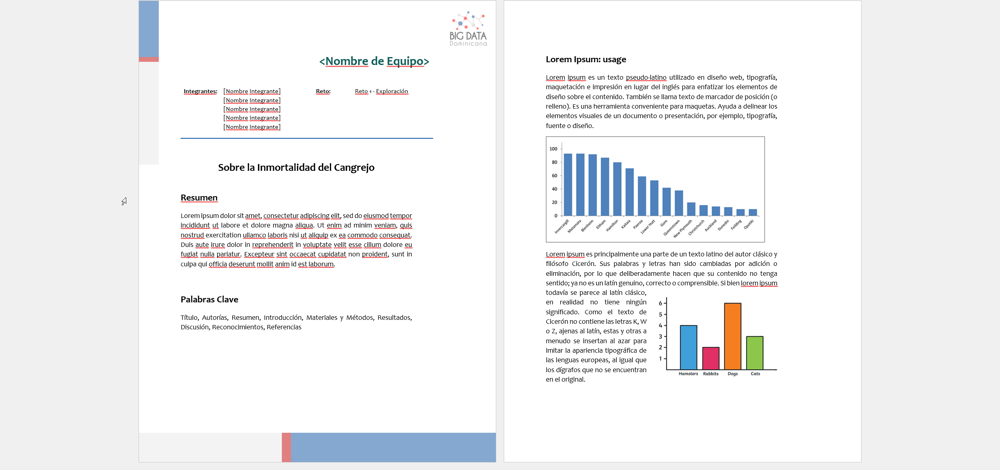 BIG DATA
Dominicana
<Nombre de Equipo>
Integrantes: [Nombre Integrante] Reto: Reto 1 - Exploración
[Nombre Integrante]
[Nombre Integrante]
[Nombre Integrante]
[Nombre Integrante]
Sobre la Inmortalidad del Cangrejo
Resumen
Lorem ipsum dolor sit amet, consectetur adipiscing elit, sed do eiusmod tempor
incididunt ut labore et dolore magna aliqua. Ut enim ad minim veniam, quis
nostrud exercitation ullamco laboris nisi ut aliquip ex ea commodo consequat.
Duis aute irure dolor in reprehenderit in voluptate velit esse cillum dolore eu
fugiat nulla pariatur. Excepteur sint occaecat cupidatat non proident, sunt in
culpa qui officia deserunt mollit anim id est laborum.
Palabras Clave
Título, Autorías, Resumen, Introducción, Materiales y Métodos, Resultados,
Discusión, Reconocimientos, Referencias
Lorem Ipsum: usage
Lorem ipsum es un texto pseudo-latino utilizado en diseño web, tipografía,
maquetación e impresión en lugar del inglés para enfatizar los elementos de
diseño sobre el contenido. También se llama texto de marcador de posición (o
relleno). Es una herramienta conveniente para maquetas. Ayuda a delinear los
elementos visuales de un documento o presentación, por ejemplo, tipografía,
fuente o diseño.
100
80
60
40
20
0
Invercargill Matamata Blenheim Eltham Hamilton Kaitaia Paeroa Lower Hutt Gore Queenstown New Plymouth Christchurch Auckland Dunedin Feilding Opotiki
Lorem ipsum es principalmente una parte de un texto latino del autor clásico y
filósofo Cicerón. Sus palabras y letras han sido cambiadas por adición o
eliminación, por lo que deliberadamente hacen que su contenido no tenga
sentido; ya no es un latín genuino, correcto o comprensible. Si bien lorem ipsum
todavía se parece al latín clásico,
en realidad no tiene ningún
significado. Como el texto de
Cicerón no contiene las letras K, W
o Z, ajenas al latín, estas y otras a
menudo se insertan al azar para
imitar la apariencia tipográfica de
las lenguas europeas, al igual que
los dígrafos que no se encuentran
en el original.
6
5
4
3
2
1
Hamsters Rabbits Dogs Cats